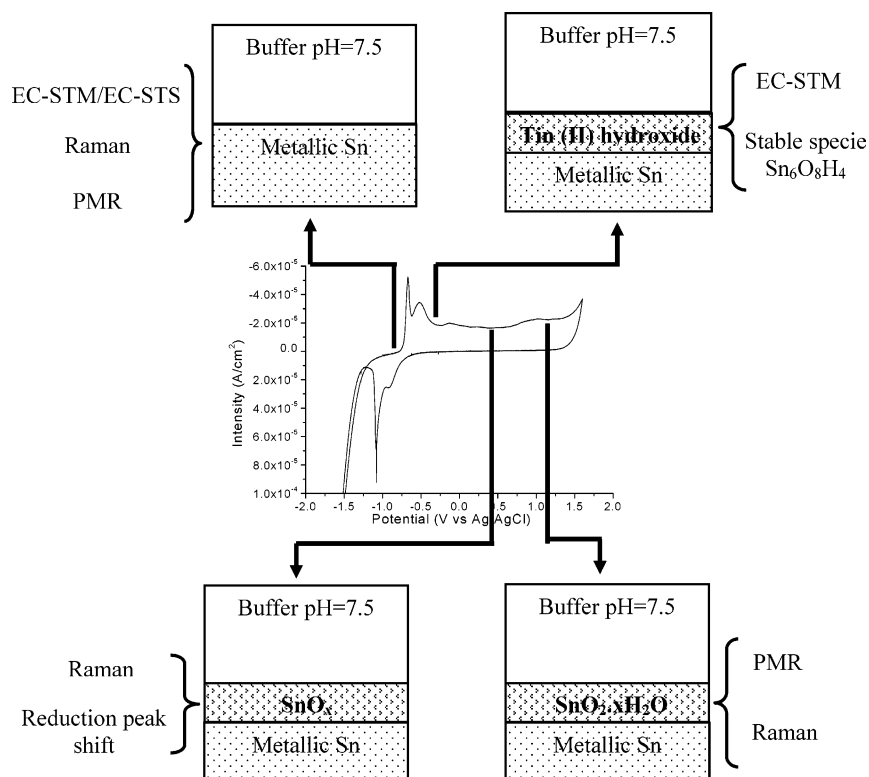 Buffer pH=7.5
EC-STM/EC-STS
Raman
PMR
Metallic Sn
Buffer pH=7.5
Tin (II) hydroxide
Metallic Sn
EC-STM
Stable specie
Sn₆O₈H₄
-6.0x10⁻⁵
-4.0x10⁻⁵
-2.0x10⁻⁵
0.0
2.0x10⁻⁵
4.0x10⁻⁵
6.0x10⁻⁵
8.0x10⁻⁵
1.0x10⁻⁴
Intensity (A/cm²)
-2.0 -1.5 -1.0 -0.5 0.0 0.5 1.0 1.5 2.0
Potential (V vs Ag/AgCl)
Buffer pH=7.5
Raman
Reduction peak
shift
SnOₓ
Metallic Sn
Buffer pH=7.5
SnO₂.xH₂O
Metallic Sn
PMR
Raman